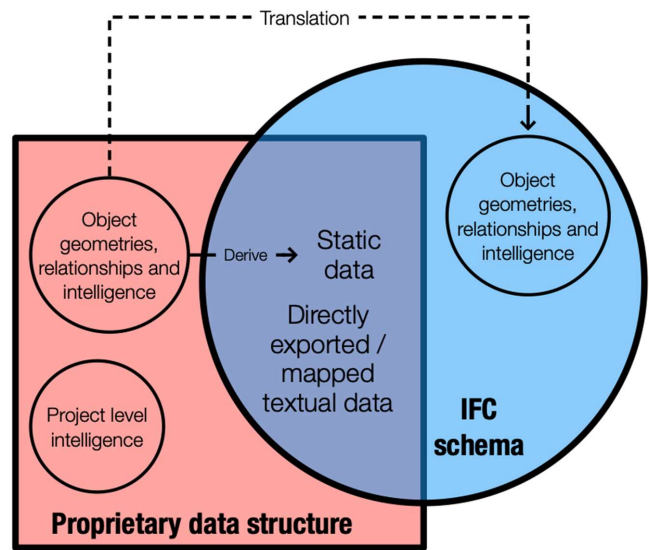 Translation
Object
geometries,
relationships and
intelligence
Derive
Static
data
Directly
exported /
mapped
textual data
Object
geometries,
relationships and
intelligence
Project level
intelligence
IFC
schema
Proprietary data structure